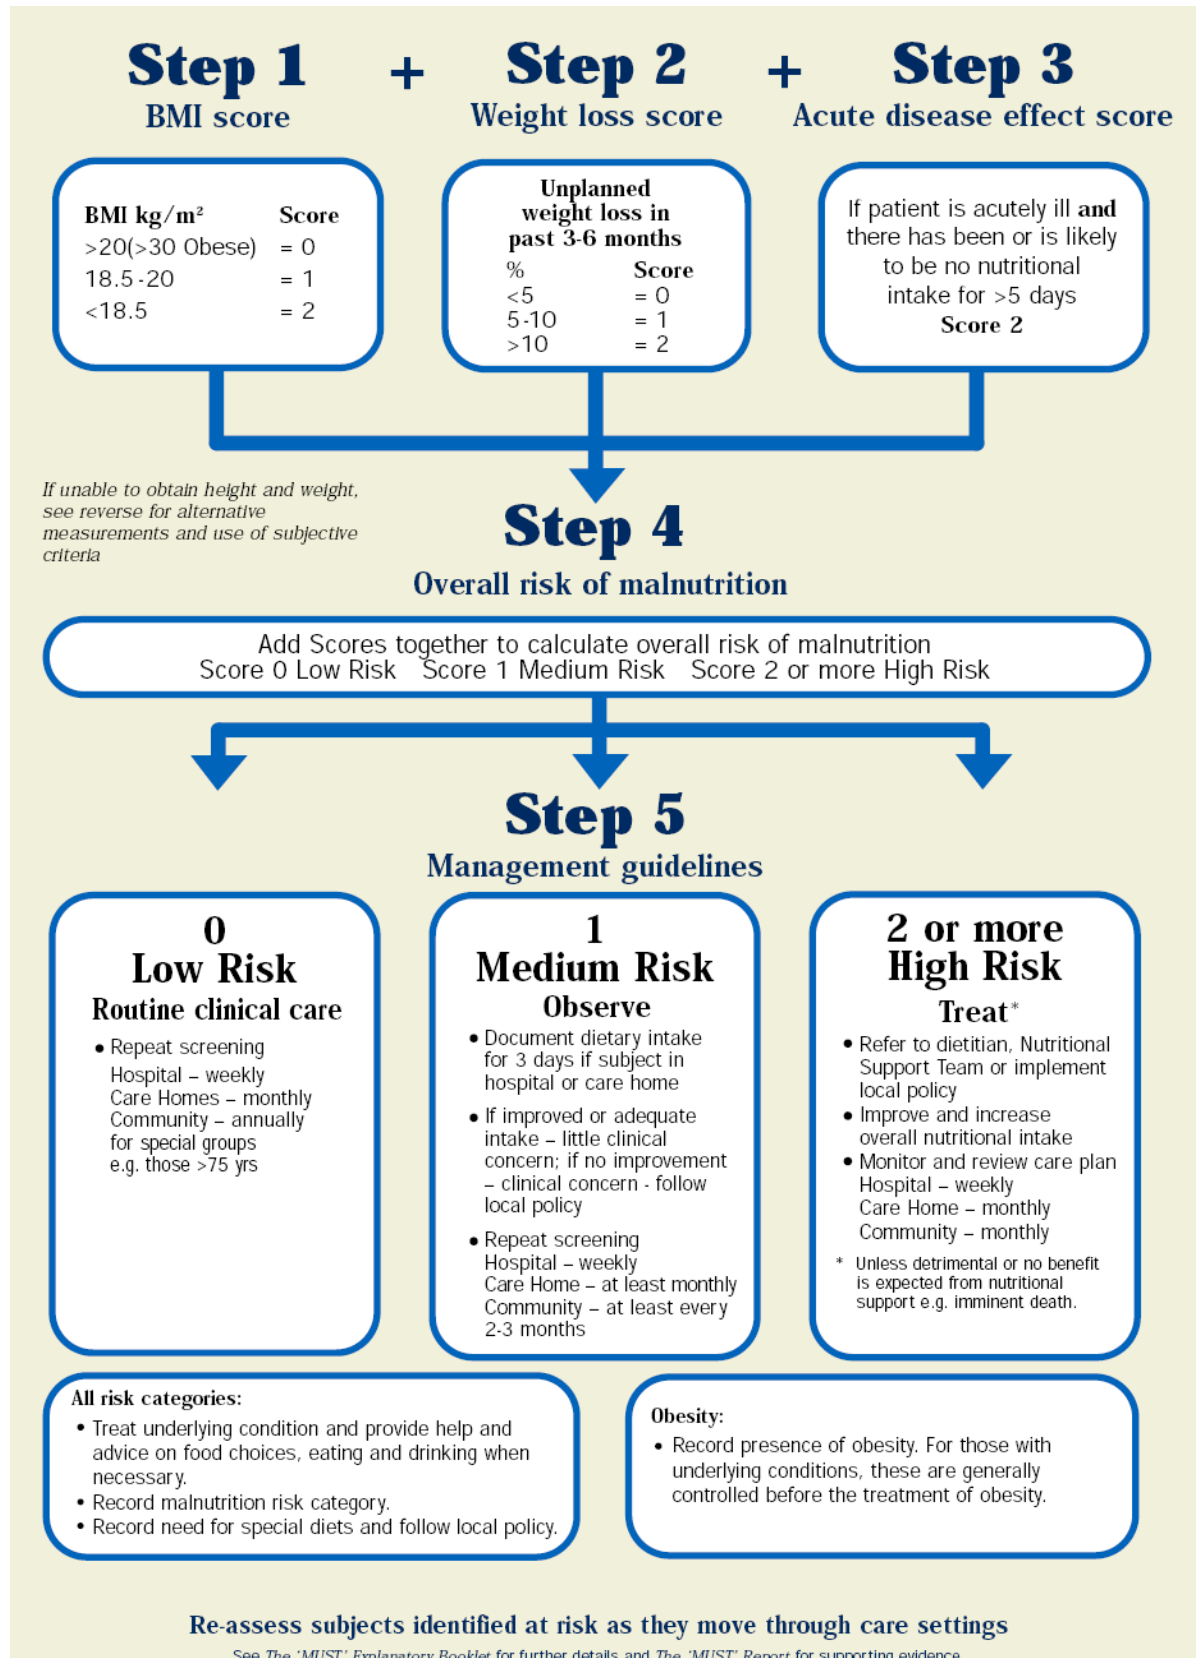 Step 1 + Step 2 + Step 3
BMI score
Weight loss score
Acute disease effect score
BMI kg/m² Score
>20(>30 Obese) = 0
18.5-20 = 1
<18.5 = 2
Unplanned
weight loss in
past 3-6 months
% Score
<5 = 0
5-10 = 1
>10 = 2
If patient is acutely ill and
there has been or is likely
to be no nutritional
intake for >5 days
Score 2
If unable to obtain height and weight,
see reverse for alternative
measurements and use of subjective
criteria
Step 4
Overall risk of malnutrition
Add Scores together to calculate overall risk of malnutrition
Score 0 Low Risk Score 1 Medium Risk Score 2 or more High Risk
Step 5
Management guidelines
0
Low Risk
Routine clinical care
• Repeat screening
Hospital – weekly
Care Homes – monthly
Community – annually
for special groups
e.g. those >75 yrs
1
Medium Risk
Observe
• Document dietary intake
for 3 days if subject in
hospital or care home
• If improved or adequate
intake – little clinical
concern; if no improvement
– clinical concern - follow
local policy
• Repeat screening
Hospital – weekly
Care Home – at least monthly
Community – at least every
2-3 months
2 or more
High Risk
Treat*
• Refer to dietitian, Nutritional
Support Team or implement
local policy
• Improve and increase
overall nutritional intake
• Monitor and review care plan
Hospital – weekly
Care Home – monthly
Community – monthly
* Unless detrimental or no benefit
is expected from nutritional
support e.g. imminent death.
All risk categories:
• Treat underlying condition and provide help and
advice on food choices, eating and drinking when
necessary.
• Record malnutrition risk category.
• Record need for special diets and follow local policy.
Obesity:
• Record presence of obesity. For those with
underlying conditions, these are generally
controlled before the treatment of obesity.
Re-assess subjects identified at risk as they move through care settings
See The 'MUST' Explanatory Booklet for further details and The 'MUST' Report for supporting evidence.